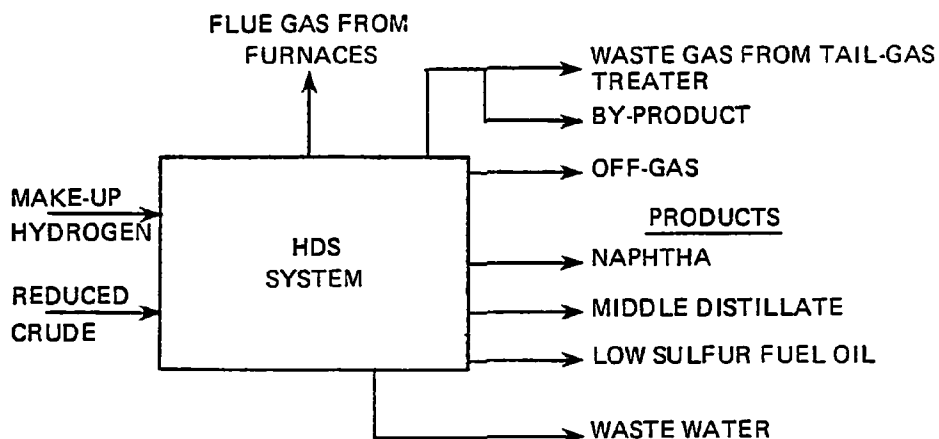 FLUE GAS FROM
FURNACES
WASTE GAS FROM TAIL-GAS
TREATER
BY-PRODUCT
OFF-GAS
MAKE-UP
HYDROGEN
PRODUCTS
HDS
SYSTEM
NAPHTHA
REDUCED
CRUDE
MIDDLE DISTILLATE
LOW SULFUR FUEL OIL
WASTE WATER